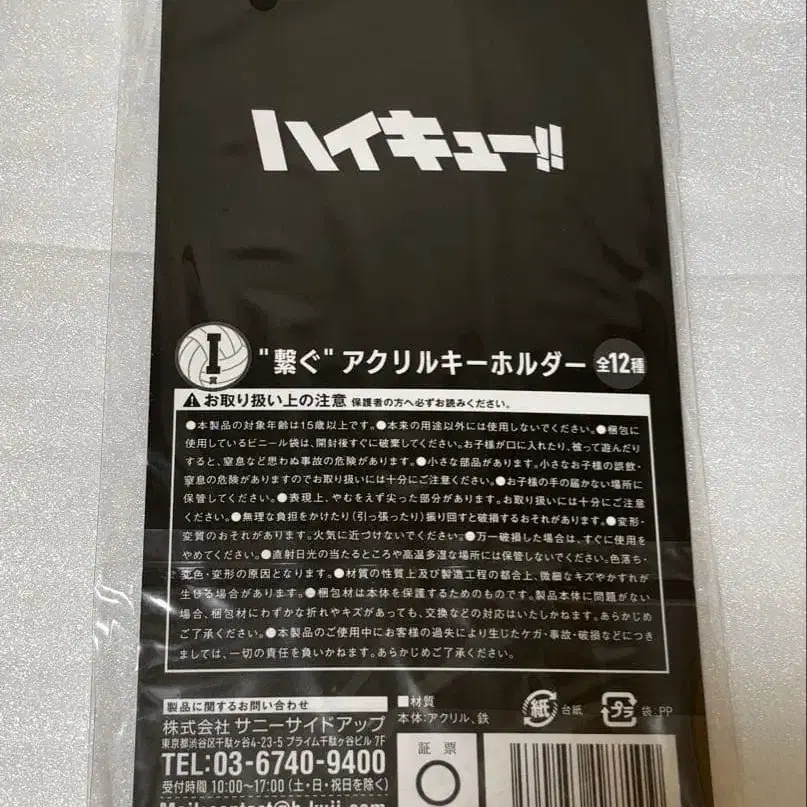 ハイキュー!!
I賞 "繋ぐ" アクリルキーホルダー 全12種
⚠お取り扱い上の注意 保護者の方へ必ずお読みください。
●本製品の対象年齢は15歳以上です。●本来の用途以外には使用しないでください。●梱包に
使用しているビニール袋は、開封後すぐに破棄してください。お子様が口に入れたり、被って遊んだり
すると、窒息など思わぬ事故の危険があります。●小さな部品があります。小さなお子様の誤飲・
窒息の危険がありますのでお取り扱いには十分にご注意ください。●お子様の手の届かない場所に
保管してください。●表現上、やむをえず尖った部分があります。お取り扱いには十分にご注意
ください。●無理な負担をかけたり(引っ張ったり)振り回すと破損するおそれがあります。●変形・
変質のおそれがあります。火気に近づけないでください。●万一破損した場合は、すぐに使用を
やめてください。●直射日光の当たるところや高温多湿な場所には保管しないでください。色落ち・
変色・変形の原因となります。●材質の性質上及び製造工程の都合上、微細なキズやかすれが
生じる場合があります。●梱包材は本体を保護するためのものです。製品本体に問題がない
場合、梱包材にわずかな折れやキズがあっても、交換などの対応はいたしかねます。あらかじめ
ご了承ください。●本製品のご使用中にお客様の過失により生じたケガ・事故・破損などにつき
ましては、一切の責任を負いかねます。あらかじめご了承ください。
製品に関するお問い合わせ
株式会社 サニーサイドアップ
東京都渋谷区千駄ヶ谷4-23-5 プライム千駄ヶ谷ビル 7F
TEL:03-6740-9400
受付時間 10:00〜17:00 (土・日・祝日を除く)
Mail:contact@h-kuji.com
■材質
本体:アクリル、鉄
紙 台紙
プラ 袋:PP
証票